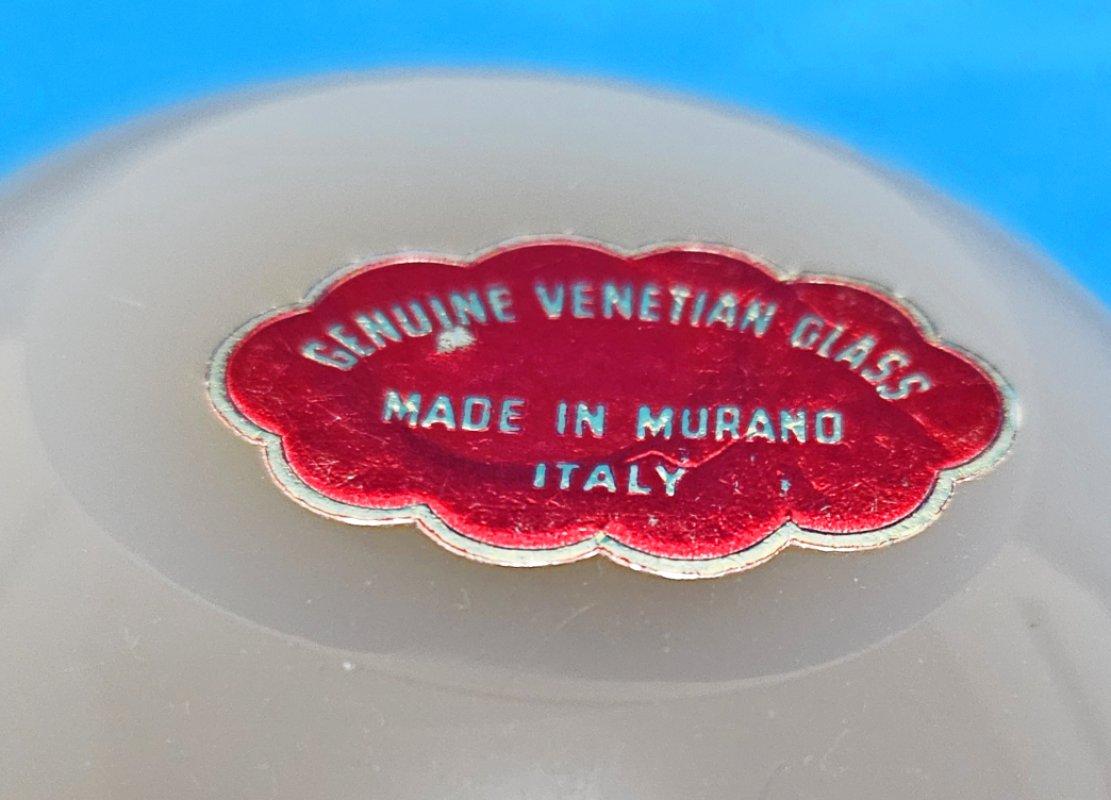 GENUINE VENETIAN GLASS
MADE IN MURANO
ITALY